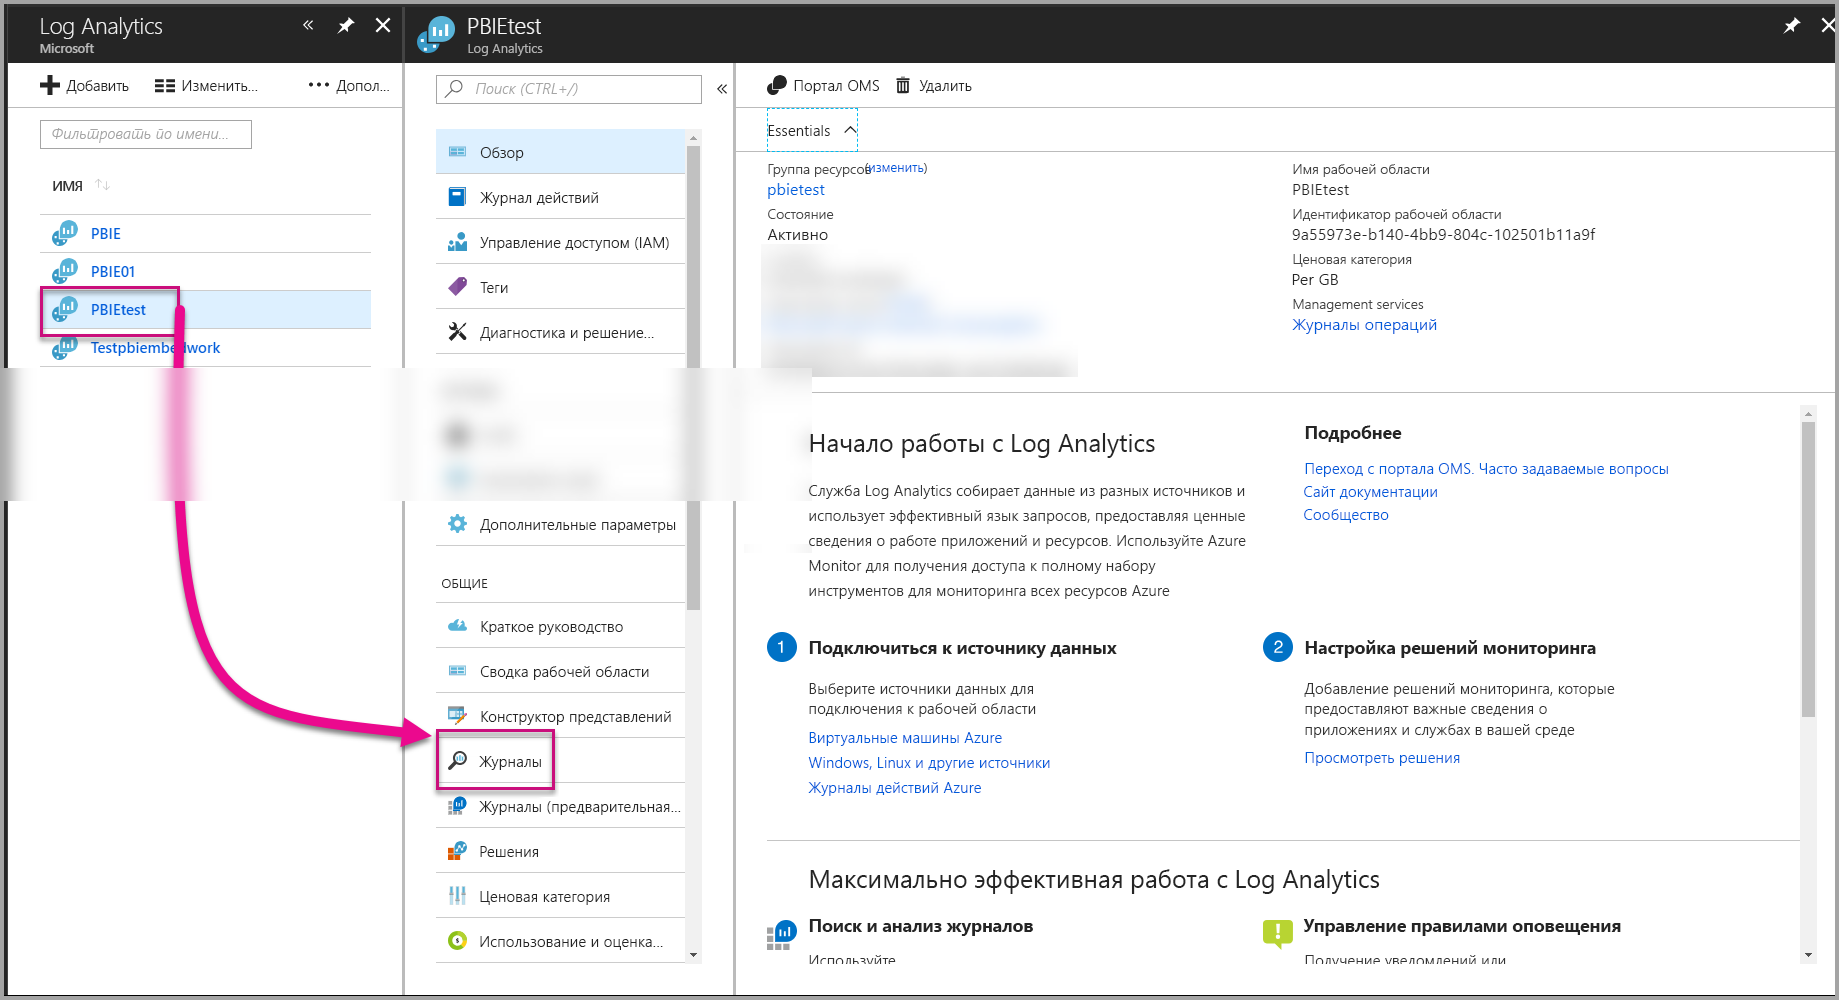 Log Analytics
Microsoft
Добавить
Изменить...
Допол...
Фильтровать по имени...
ИМЯ
PBIE
PBIE01
PBIEtest
Testpbiembedwork
PBIEtest
Log Analytics
Поиск (CTRL+/)
Обзор
Журнал действий
Управление доступом (IAM)
Теги
Диагностика и решение...
Дополнительные параметры
ОБЩИЕ
Краткое руководство
Сводка рабочей области
Конструктор представлений
Журналы
Журналы (предварительная...
Решения
Ценовая категория
Использование и оценка...
Портал OMS
Удалить
Essentials
Группа ресурсов (изменить)
pbietest
Состояние
Активно
Имя рабочей области
PBIEtest
Идентификатор рабочей области
9a55973e-b140-4bb9-804c-102501b11a9f
Ценовая категория
Per GB
Management services
Журналы операций
Начало работы с Log Analytics
Служба Log Analytics собирает данные из разных источников и
использует эффективный язык запросов, предоставляя ценные
сведения о работе приложений и ресурсов. Используйте Azure
Monitor для получения доступа к полному набору
инструментов для мониторинга всех ресурсов Azure
Подробнее
Переход с портала OMS. Часто задаваемые вопросы
Сайт документации
Сообщество
1 Подключиться к источнику данных
Выберите источники данных для
подключения к рабочей области
Виртуальные машины Azure
Windows, Linux и другие источники
Журналы действий Azure
2 Настройка решений мониторинга
Добавление решений мониторинга, которые
предоставляют важные сведения о
приложениях и службах в вашей среде
Просмотреть решения
Максимально эффективная работа с Log Analytics
Поиск и анализ журналов
Используйте
Управление правилами оповещения
Получение уведомлений или